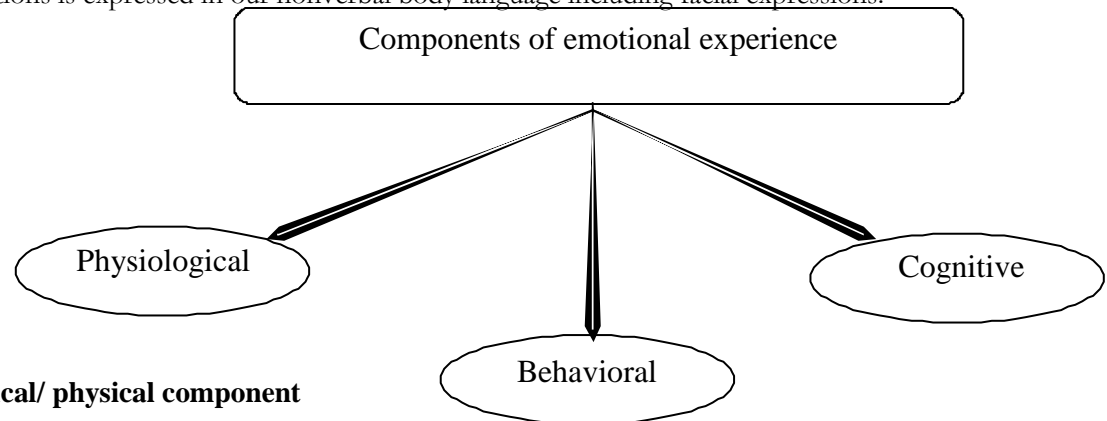 is expressed in our nonverbal body language including facial expressions.
Components of emotional experience
Physiological
Cognitive
Behavioral
cal/ physical component